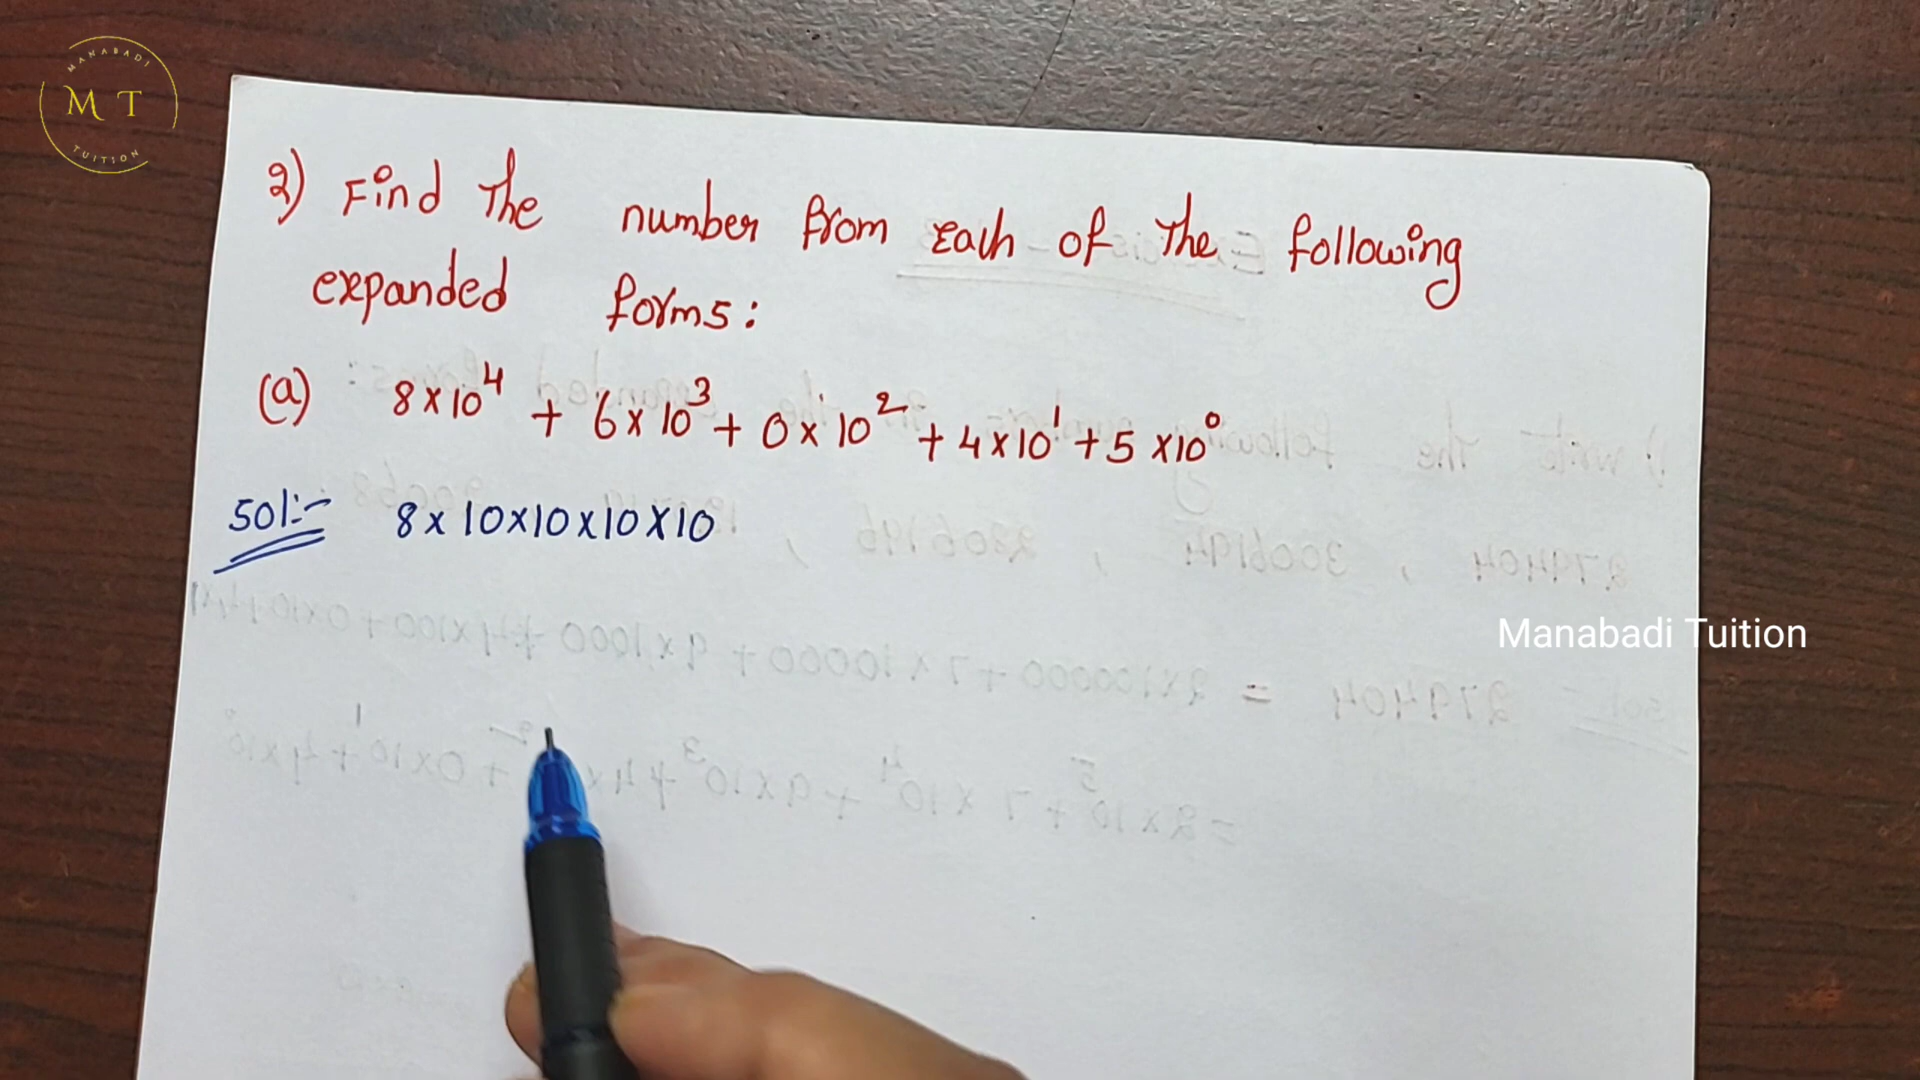 MANABADI
M T
TUITION
2) Find the number from each of the following
expanded forms:
(a) 8×10⁴ + 6×10³ + 0×10² + 4×10¹ + 5×10⁰
Sol:- 8×10×10×10×10
Manabadi Tuition